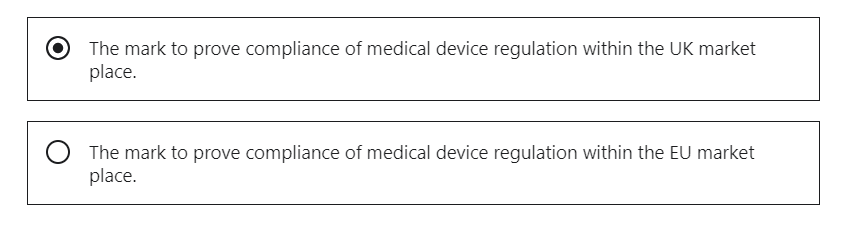 The mark to prove compliance of medical device regulation within the UK market
place.
The mark to prove compliance of medical device regulation within the EU market
place.